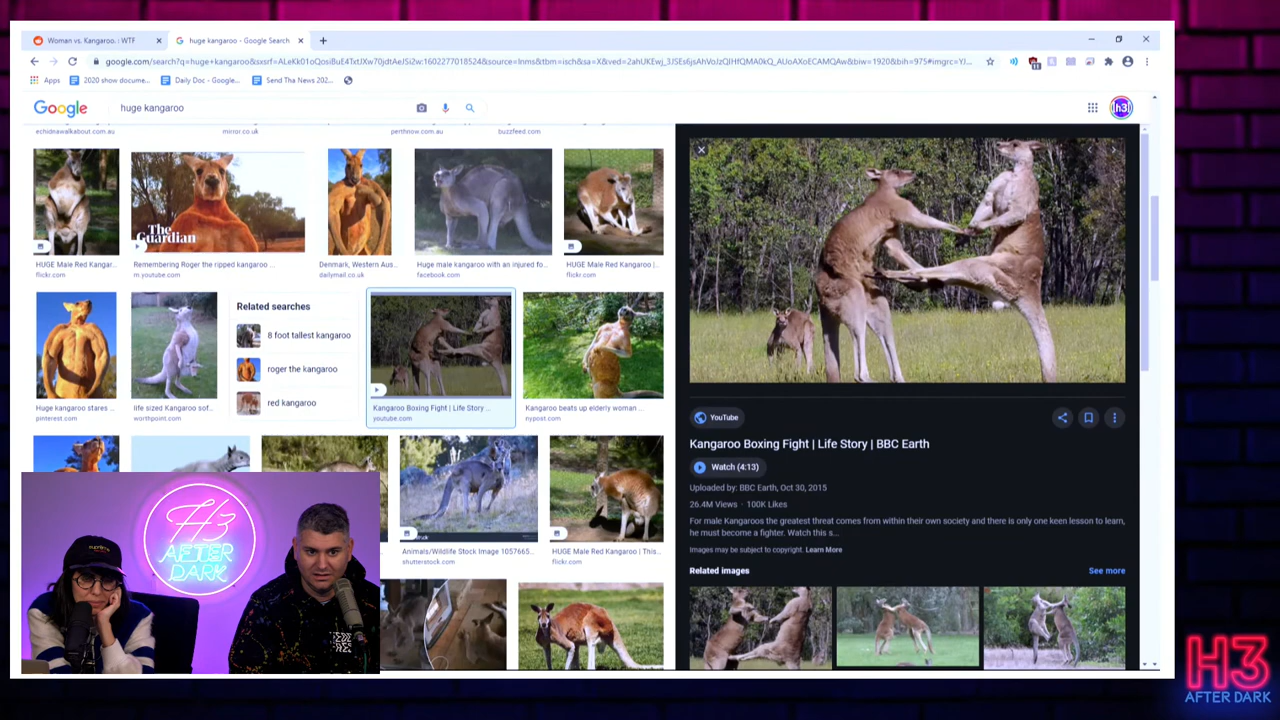 Woman vs. Kangaroo. : WTF
huge kangaroo - Google Search
Apps
2020 show docume...
Daily Doc - Google...
Send Tha News 202...
Google
huge kangaroo
h3
echidnawalkabout.com.au
mirror.co.uk
perthnow.com.au
buzzfeed.com
The
Guardian
HUGE Male Red Kangar...
flickr.com
Remembering Roger the ripped kangaroo ...
m.youtube.com
Denmark, Western Aus...
dailymail.co.uk
Huge male kangaroo with an injured fo...
facebook.com
HUGE Male Red Kangaroo |...
flickr.com
Related searches
8 foot tallest kangaroo
roger the kangaroo
red kangaroo
Huge kangaroo stares ...
pinterest.com
life sized Kangaroo sof...
worthpoint.com
Kangaroo Boxing Fight | Life Story ...
youtube.com
Kangaroo beats up elderly woman ...
nypost.com
Animals/Wildlife Stock Image 1057665...
shutterstock.com
HUGE Male Red Kangaroo | This...
flickr.com
YouTube
Kangaroo Boxing Fight | Life Story | BBC Earth
Watch (4:13)
Uploaded by: BBC Earth, Oct 30, 2015
26.4M Views · 100K Likes
For male Kangaroos the greatest threat comes from within their own society and there is only one keen lesson to learn,
he must become a fighter. Watch this s...
Images may be subject to copyright. Learn More
Related images
See more
H3
AFTER
DARK
H3
AFTER DARK